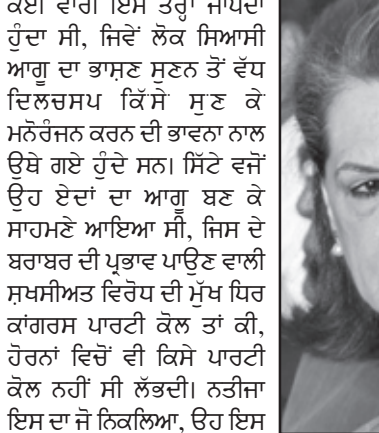 ਕਈ ਵਾਰੀ ਇਸ ਤਰ੍ਹਾਂ ਜਾਪਦਾ
ਹੁੰਦਾ ਸੀ, ਜਿਵੇਂ ਲੋਕ ਸਿਆਸੀ
ਆਗੂ ਦਾ ਭਾਸ਼ਣ ਸੁਣਨ ਤੋਂ ਵੱਧ
ਦਿਲਚਸਪ ਕਿੱਸੇ ਸੁਣ ਕੇ
ਮਨੋਰੰਜਨ ਕਰਨ ਦੀ ਭਾਵਨਾ ਨਾਲ
ਉਥੇ ਗਏ ਹੁੰਦੇ ਸਨ। ਸਿੱਟੇ ਵਜੋਂ
ਉਹ ਏਦਾਂ ਦਾ ਆਗੂ ਬਣ ਕੇ
ਸਾਹਮਣੇ ਆਇਆ ਸੀ, ਜਿਸ ਦੇ
ਬਰਾਬਰ ਦੀ ਪ੍ਰਭਾਵ ਪਾਉਣ ਵਾਲੀ
ਸ਼ਖਸੀਅਤ ਵਿਰੋਧ ਦੀ ਮੁੱਖ ਧਿਰ
ਕਾਂਗਰਸ ਪਾਰਟੀ ਕੋਲ ਤਾਂ ਕੀ,
ਹੋਰਨਾਂ ਵਿਚੋਂ ਵੀ ਕਿਸੇ ਪਾਰਟੀ
ਕੋਲ ਨਹੀਂ ਸੀ ਲੱਭਦੀ। ਨਤੀਜਾ
ਇਸ ਦਾ ਜੋ ਨਿਕਲਿਆ, ਉਹ ਇਸ